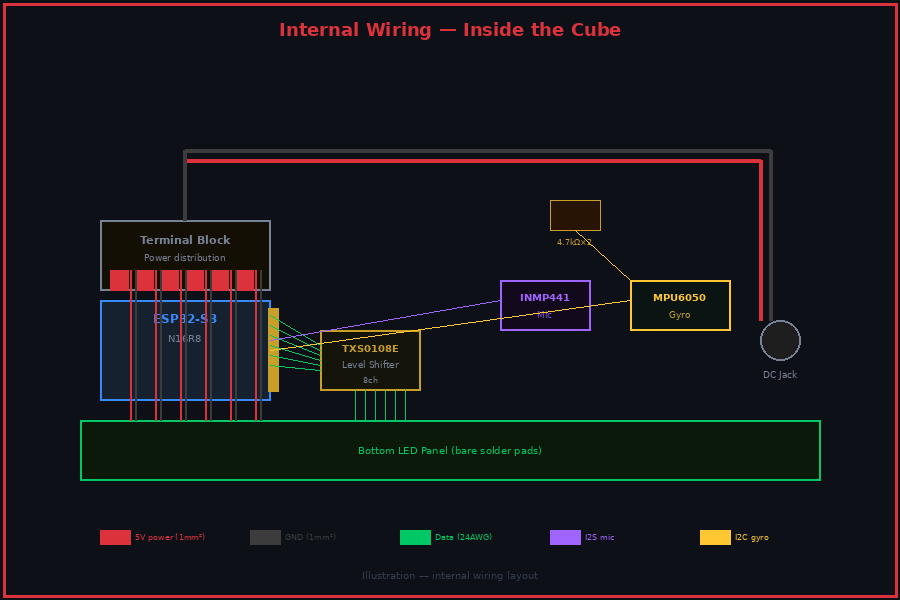 Internal Wiring — Inside the Cube
4.7kΩ×2
Terminal Block
Power distribution
INMP441
Mic
MPU6050
Gyro
ESP32-S3
N16R8
TXS0108E
Level Shifter
8ch
DC Jack
Bottom LED Panel (bare solder pads)
5V power (1mm²)
GND (1mm²)
Data (24AWG)
I2S mic
I2C gyro
Illustration — internal wiring layout